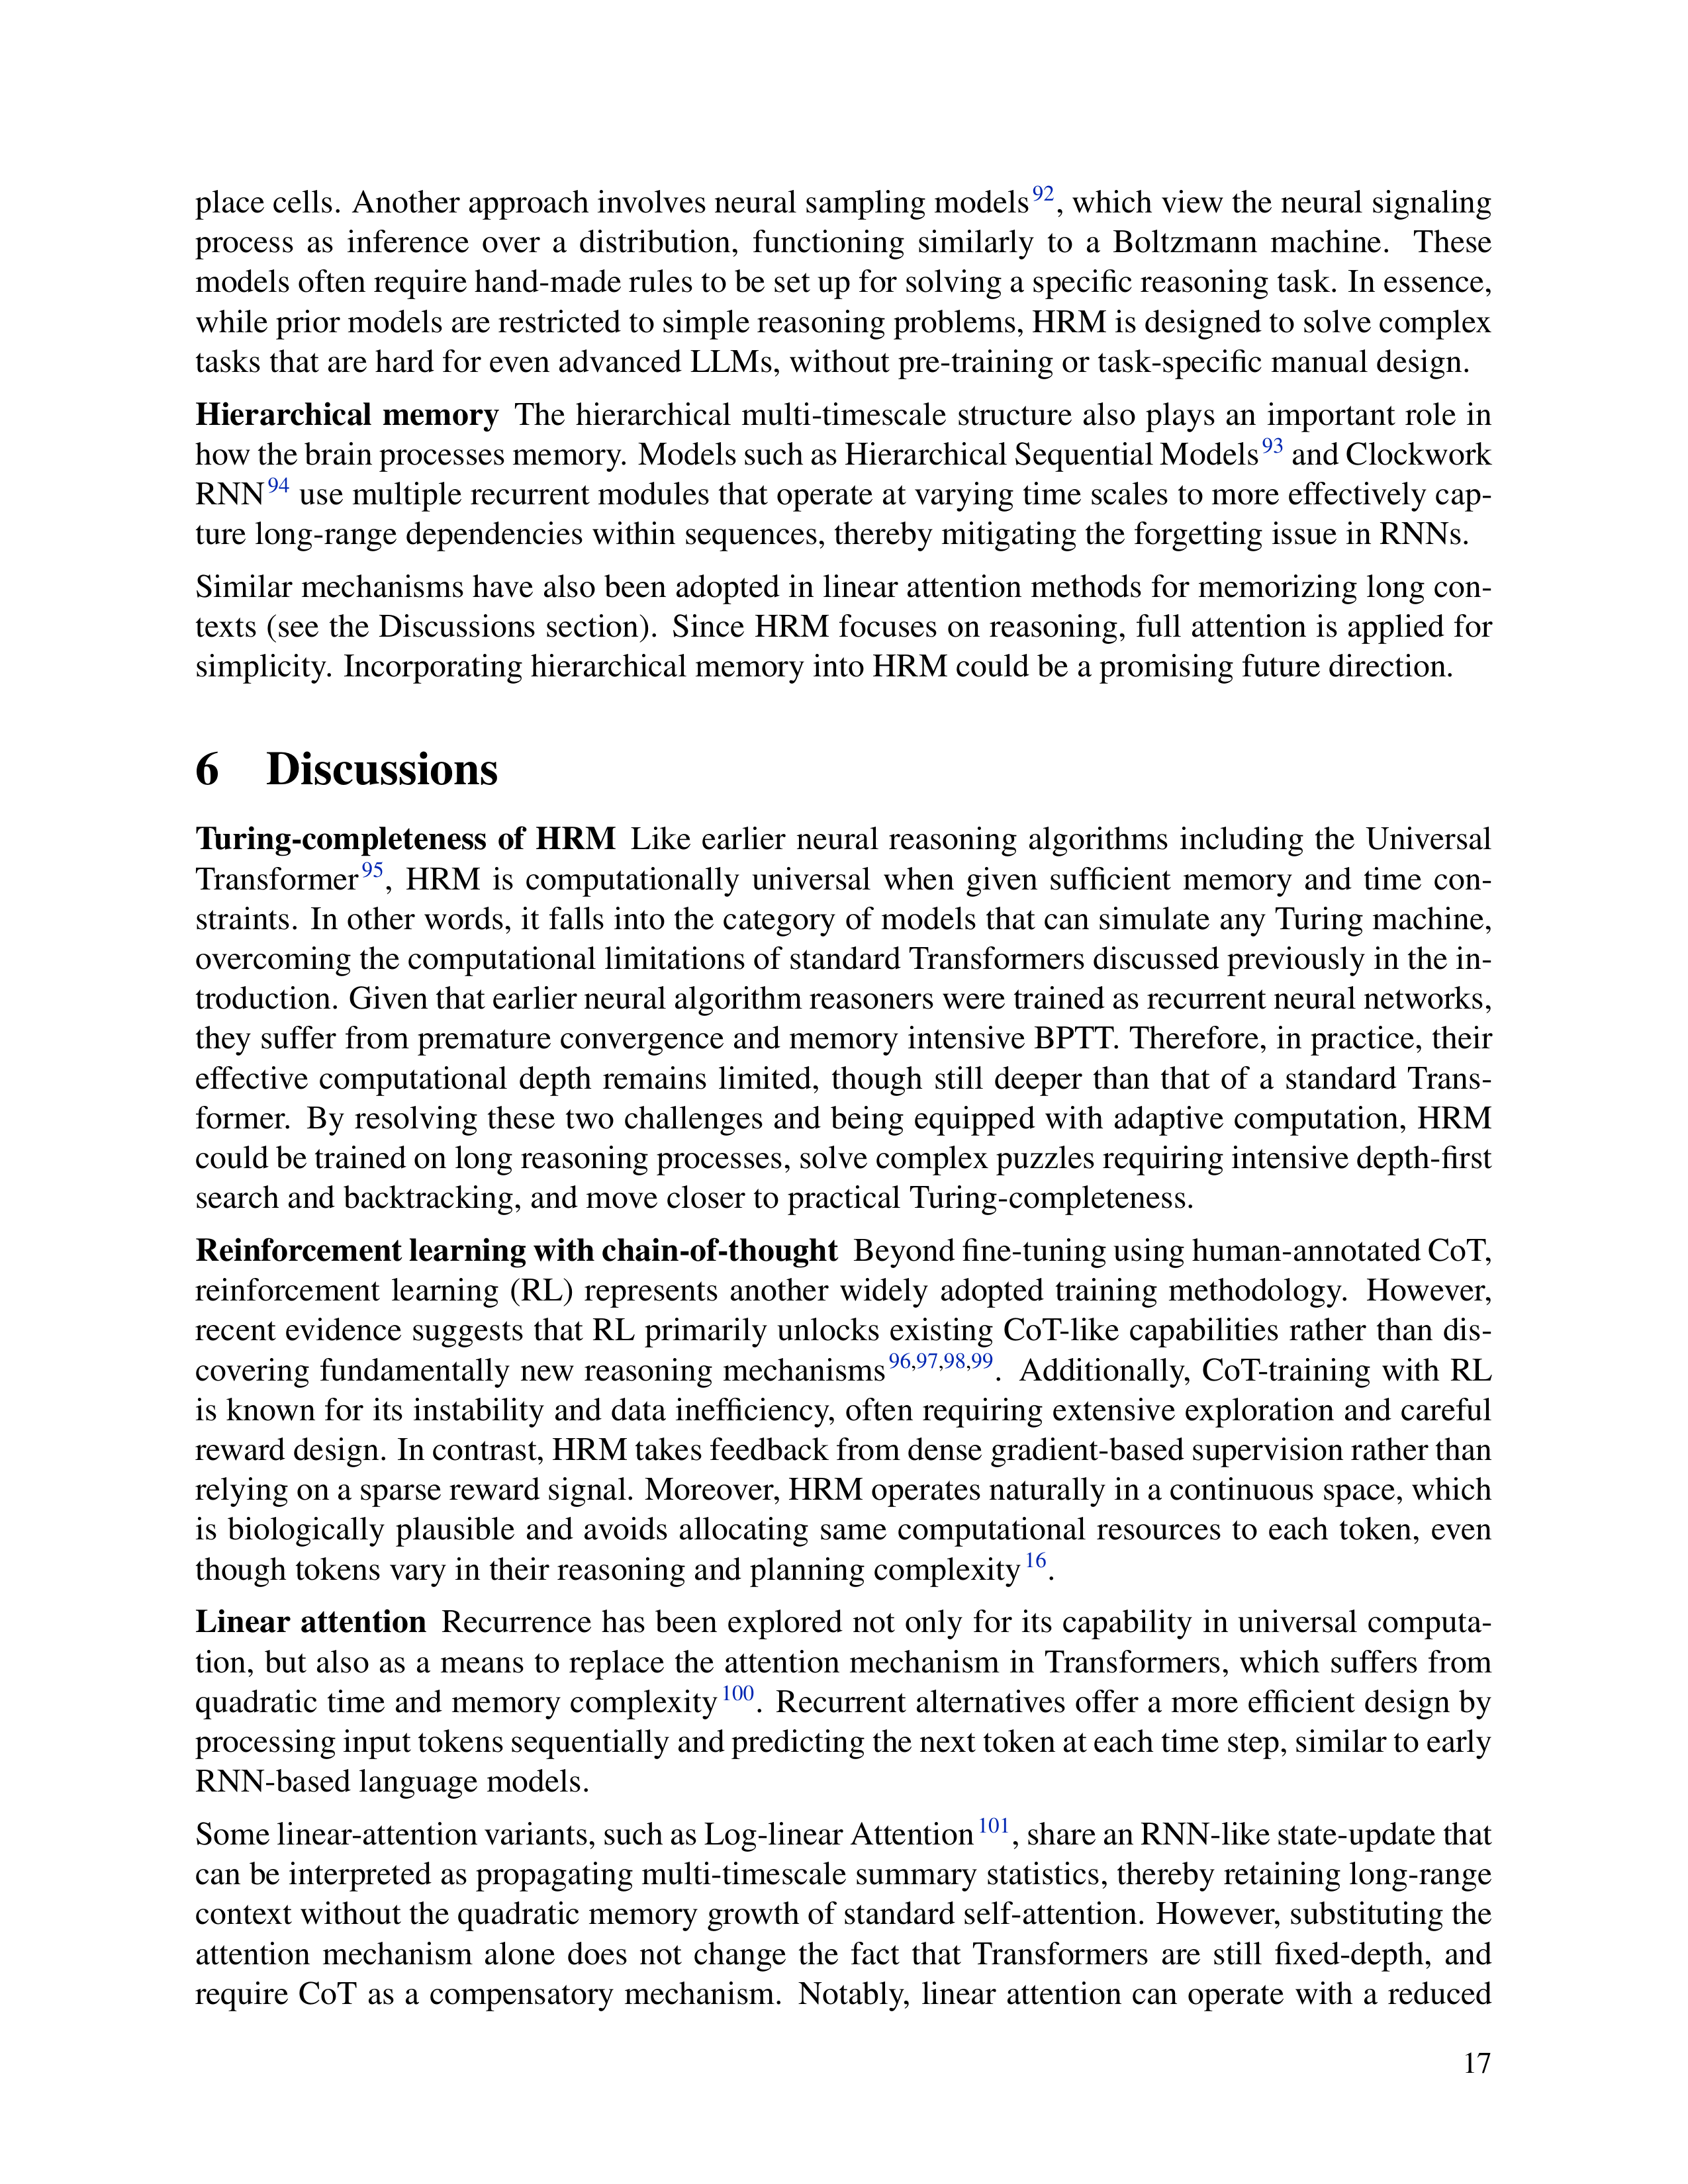 place cells. Another approach involves neural sampling models92, which view the neural signaling
process as inference over a distribution, functioning similarly to a Boltzmann machine. These
models often require hand-made rules to be set up for solving a specific reasoning task. In essence,
while prior models are restricted to simple reasoning problems, HRM is designed to solve complex
tasks that are hard for even advanced LLMs, without pre-training or task-specific manual design.
Hierarchical memory The hierarchical multi-timescale structure also plays an important role in
how the brain processes memory. Models such as Hierarchical Sequential Models93 and Clockwork
RNN94 use multiple recurrent modules that operate at varying time scales to more effectively cap-
ture long-range dependencies within sequences, thereby mitigating the forgetting issue in RNNs.
Similar mechanisms have also been adopted in linear attention methods for memorizing long con-
texts (see the Discussions section). Since HRM focuses on reasoning, full attention is applied for
simplicity. Incorporating hierarchical memory into HRM could be a promising future direction.
6 Discussions
Turing-completeness of HRM Like earlier neural reasoning algorithms including the Universal
Transformer95, HRM is computationally universal when given sufficient memory and time con-
straints. In other words, it falls into the category of models that can simulate any Turing machine,
overcoming the computational limitations of standard Transformers discussed previously in the in-
troduction. Given that earlier neural algorithm reasoners were trained as recurrent neural networks,
they suffer from premature convergence and memory intensive BPTT. Therefore, in practice, their
effective computational depth remains limited, though still deeper than that of a standard Trans-
former. By resolving these two challenges and being equipped with adaptive computation, HRM
could be trained on long reasoning processes, solve complex puzzles requiring intensive depth-first
search and backtracking, and move closer to practical Turing-completeness.
Reinforcement learning with chain-of-thought Beyond fine-tuning using human-annotated CoT,
reinforcement learning (RL) represents another widely adopted training methodology. However,
recent evidence suggests that RL primarily unlocks existing CoT-like capabilities rather than dis-
covering fundamentally new reasoning mechanisms96,97,98,99. Additionally, CoT-training with RL
is known for its instability and data inefficiency, often requiring extensive exploration and careful
reward design. In contrast, HRM takes feedback from dense gradient-based supervision rather than
relying on a sparse reward signal. Moreover, HRM operates naturally in a continuous space, which
is biologically plausible and avoids allocating same computational resources to each token, even
though tokens vary in their reasoning and planning complexity16.
Linear attention Recurrence has been explored not only for its capability in universal computa-
tion, but also as a means to replace the attention mechanism in Transformers, which suffers from
quadratic time and memory complexity100. Recurrent alternatives offer a more efficient design by
processing input tokens sequentially and predicting the next token at each time step, similar to early
RNN-based language models.
Some linear-attention variants, such as Log-linear Attention101, share an RNN-like state-update that
can be interpreted as propagating multi-timescale summary statistics, thereby retaining long-range
context without the quadratic memory growth of standard self-attention. However, substituting the
attention mechanism alone does not change the fact that Transformers are still fixed-depth, and
require CoT as a compensatory mechanism. Notably, linear attention can operate with a reduced
17